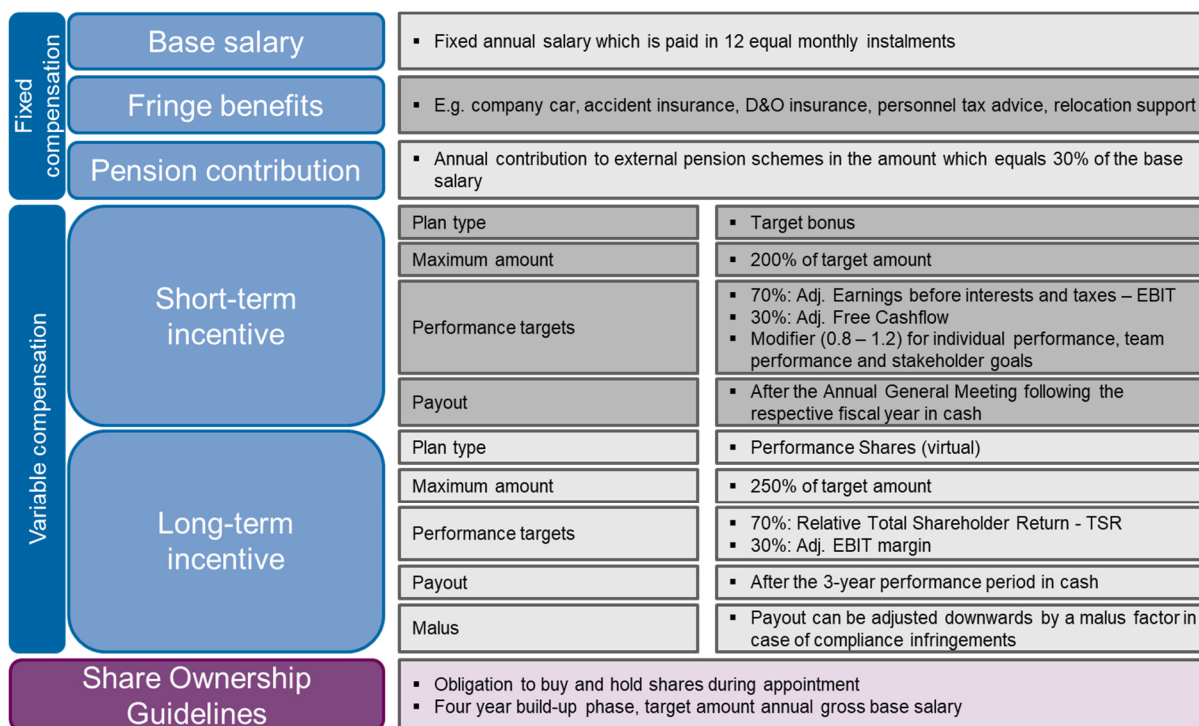 Fixed
compensation
Base salary
▪ Fixed annual salary which is paid in 12 equal monthly instalments
Fringe benefits
▪ E.g. company car, accident insurance, D&O insurance, personnel tax advice, relocation support
Pension contribution
▪ Annual contribution to external pension schemes in the amount which equals 30% of the base
salary
Variable compensation
Short-term
incentive
Plan type
▪ Target bonus
Maximum amount
▪ 200% of target amount
Performance targets
▪ 70%: Adj. Earnings before interests and taxes – EBIT
▪ 30%: Adj. Free Cashflow
▪ Modifier (0.8 – 1.2) for individual performance, team
performance and stakeholder goals
Payout
▪ After the Annual General Meeting following the
respective fiscal year in cash
Long-term
incentive
Plan type
▪ Performance Shares (virtual)
Maximum amount
▪ 250% of target amount
Performance targets
▪ 70%: Relative Total Shareholder Return - TSR
▪ 30%: Adj. EBIT margin
Payout
▪ After the 3-year performance period in cash
Malus
▪ Payout can be adjusted downwards by a malus factor in
case of compliance infringements
Share Ownership
Guidelines
▪ Obligation to buy and hold shares during appointment
▪ Four year build-up phase, target amount annual gross base salary